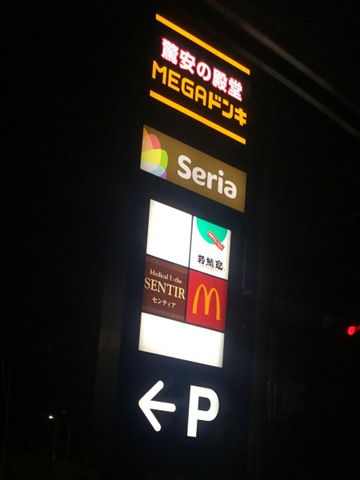 驚安の殿堂
MEGAドンキ
Seria
Medical Esthe
SENTIR
センティア
M
← P